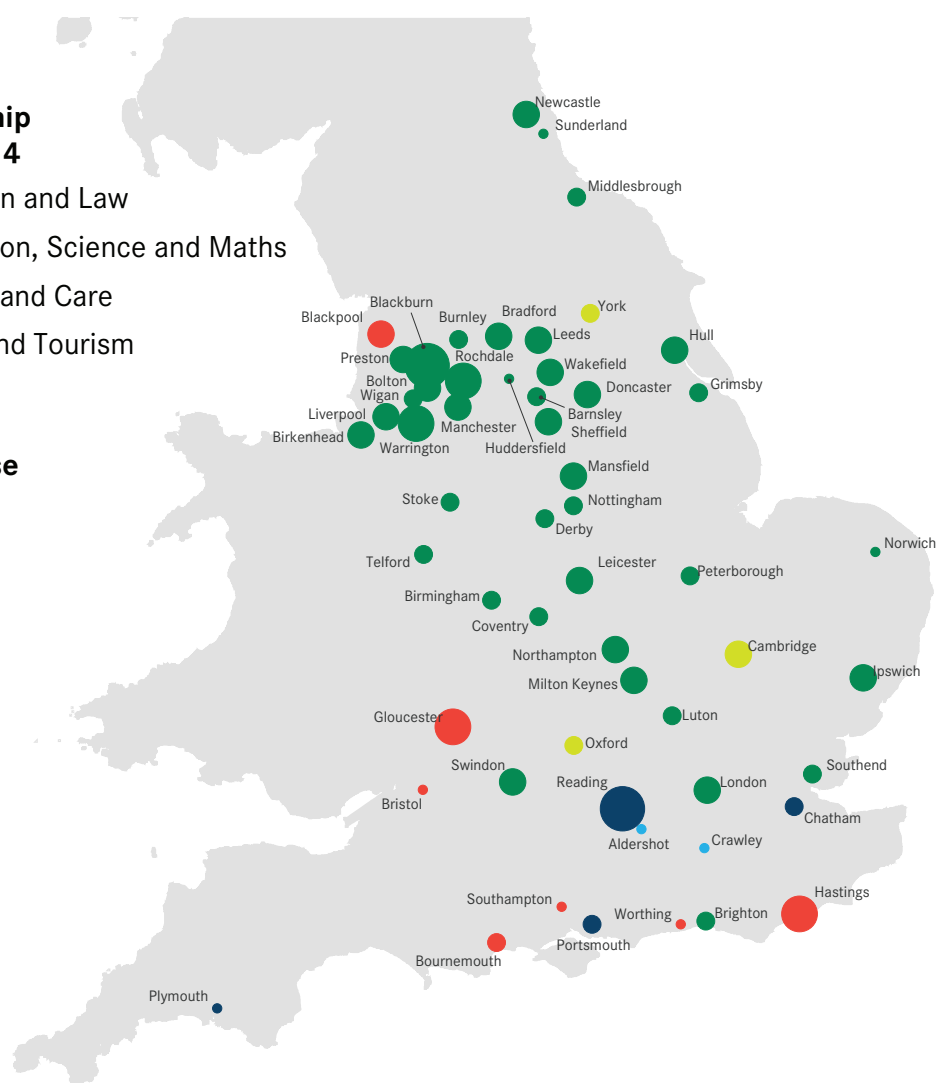 ip
4
n and Law
on, Science and Maths
and Care
nd Tourism
se
Newcastle
Sunderland
Middlesbrough
Blackburn
Blackpool
Burnley
Bradford
York
Leeds
Hull
Preston
Rochdale
Wakefield
Bolton
Doncaster
Grimsby
Wigan
Liverpool
Barnsley
Manchester
Sheffield
Birkenhead
Warrington
Huddersfield
Mansfield
Stoke
Nottingham
Derby
Norwich
Telford
Leicester
Peterborough
Birmingham
Coventry
Cambridge
Northampton
Ipswich
Milton Keynes
Gloucester
Luton
Oxford
Swindon
Southend
Reading
London
Bristol
Chatham
Aldershot
Crawley
Hastings
Southampton
Worthing
Brighton
Portsmouth
Bournemouth
Plymouth